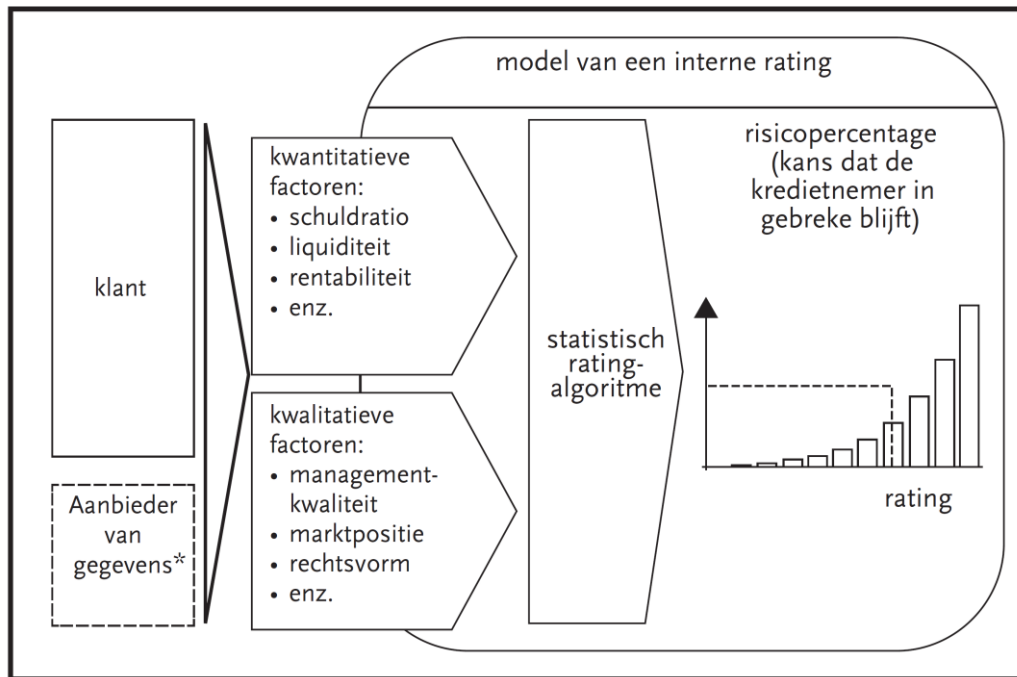 model van een interne rating
klant
Aanbieder
van
gegevens*
kwantitatieve
factoren:
• schuldratio
• liquiditeit
• rentabiliteit
• enz.
kwalitatieve
factoren:
• management-
kwaliteit
• marktpositie
• rechtsvorm
• enz.
statistisch
rating-
algoritme
risicopercentage
(kans dat de
kredietnemer in
gebreke blijft)
rating